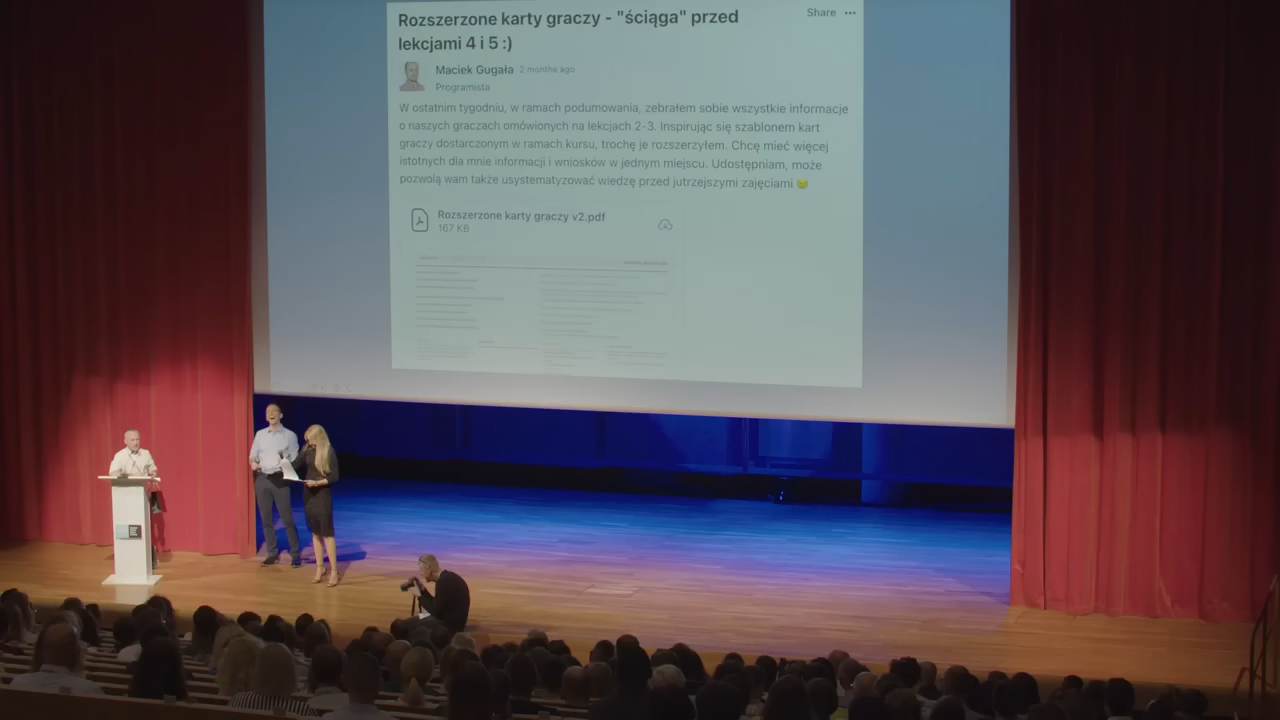 Rozszerzone karty graczy - "ściąga" przed
lekcjami 4 i 5 :)
Share
Maciek Gugała 2 months ago
Programista
W ostatnim tygodniu, w ramach podumowania, zebrałem sobie wszystkie informacje
o naszych graczach omówionych na lekcjach 2-3. Inspirując się szablonem kart
graczy dostarczonym w ramach kursu, trochę je rozszerzyłem. Chcę mieć więcej
istotnych dla mnie informacji i wniosków w jednym miejscu. Udostępniam, może
pozwolą wam także usystematyzować wiedzę przed jutrzejszymi zajęciami
Rozszerzone karty graczy v2.pdf
167 KB